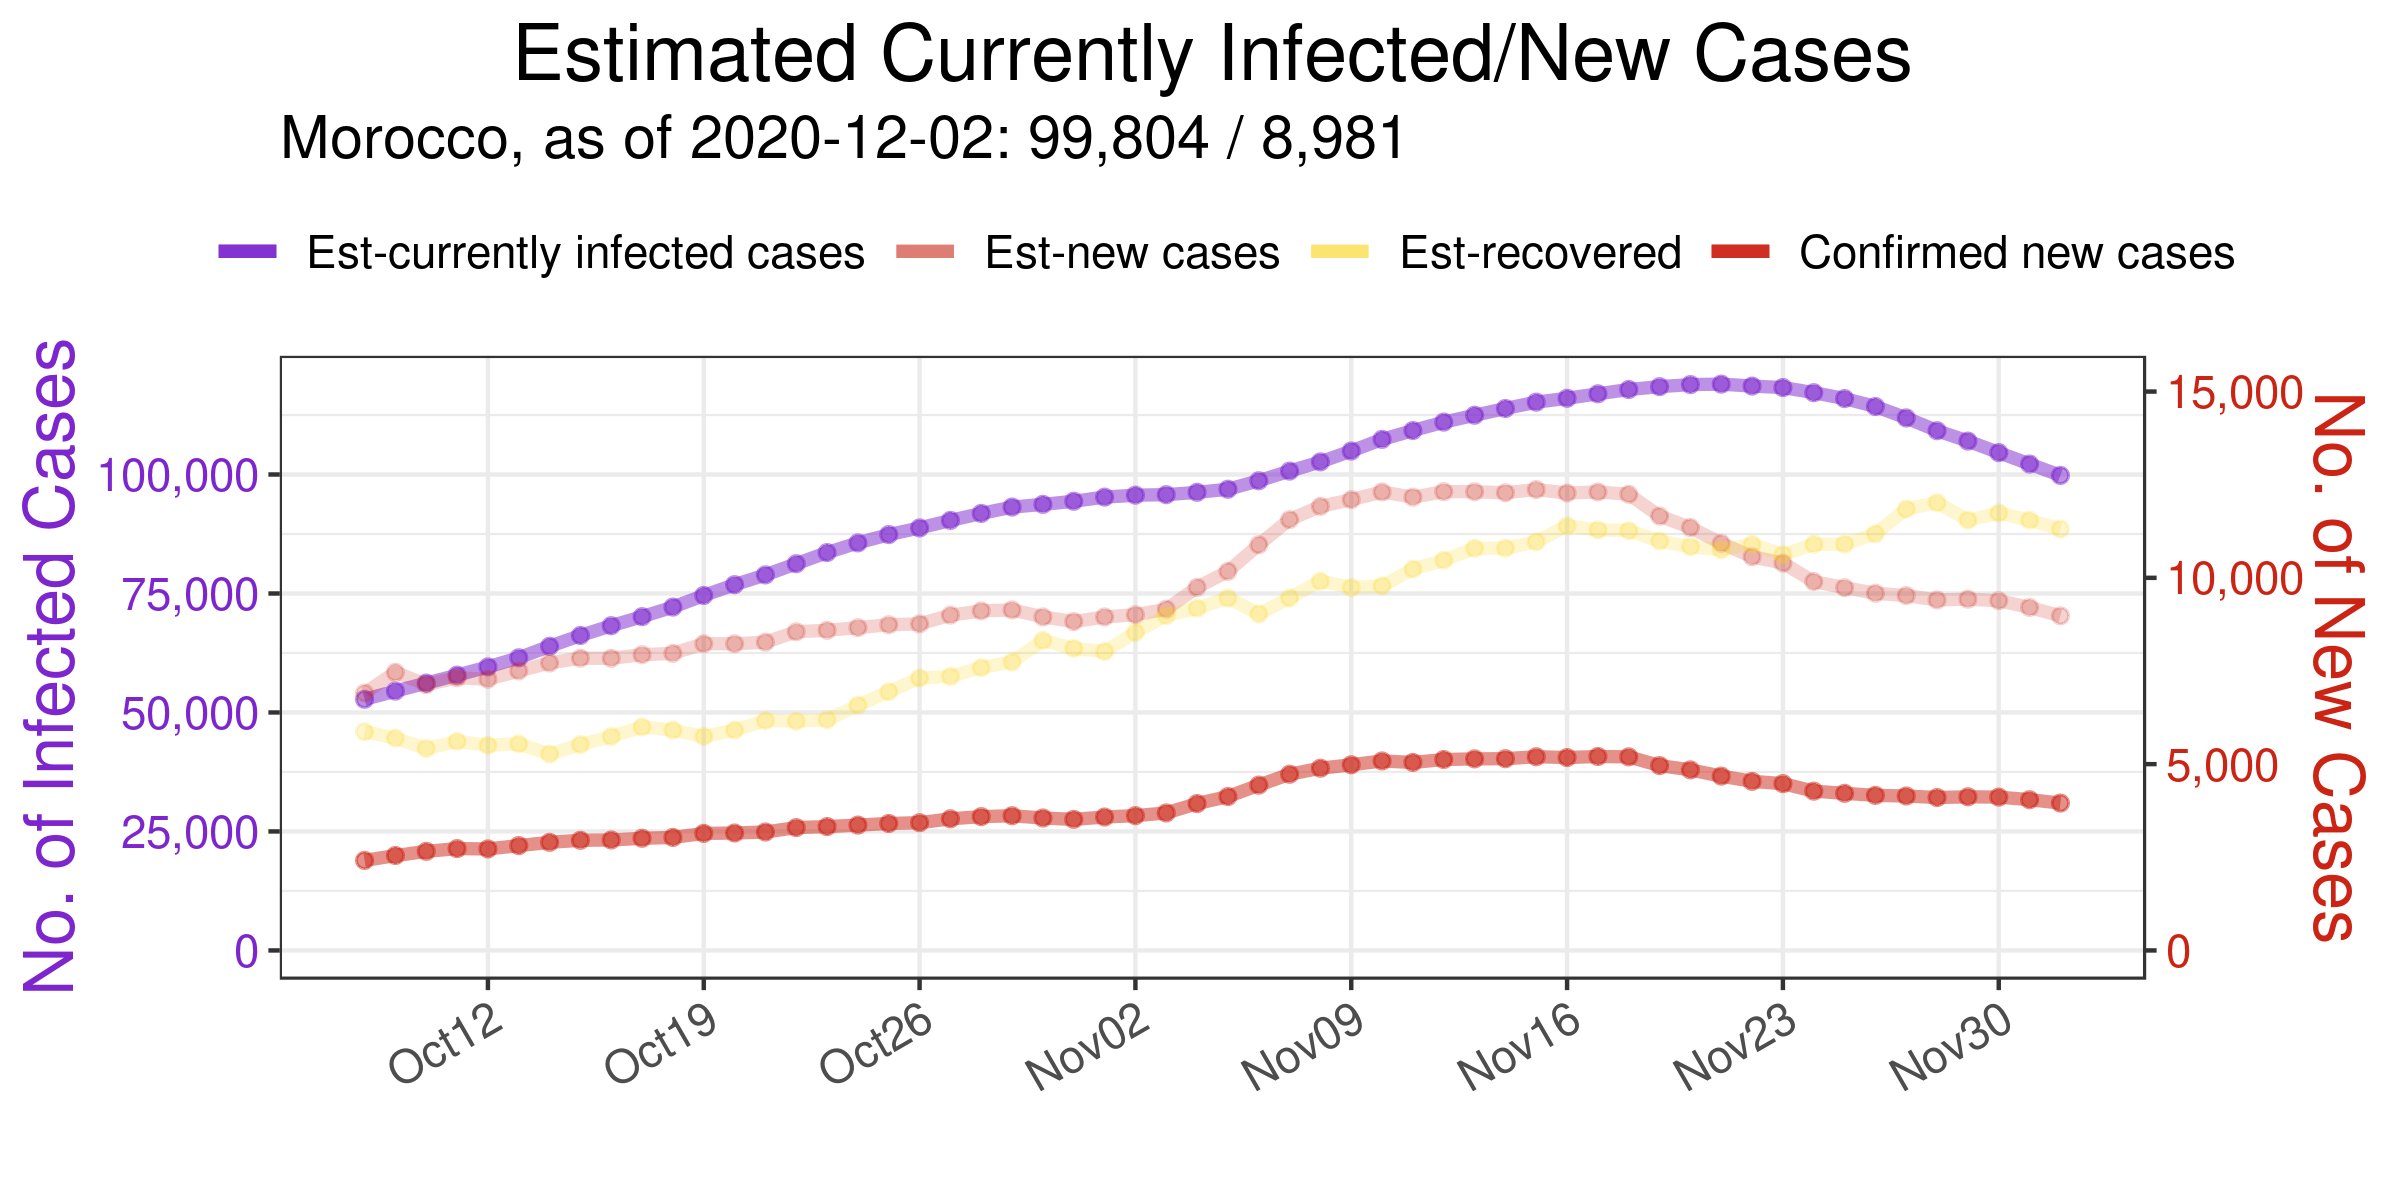 Estimated Currently Infected/New Cases
Morocco, as of 2020-12-02: 99,804 / 8,981
Est-currently infected cases Est-new cases Est-recovered Confirmed new cases
No. of Infected Cases
100,000
75,000
50,000
25,000
0
15,000
10,000
5,000
0
No. of New Cases
Oct12 Oct19 Oct26 Nov02 Nov09 Nov16 Nov23 Nov30